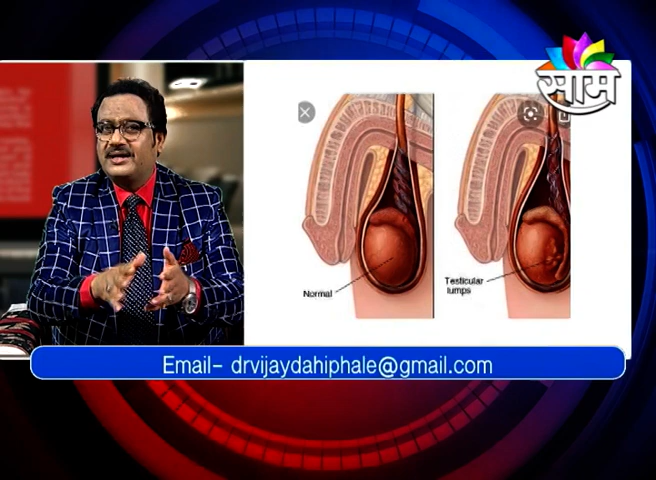 साम
Normal
Testicular
lumps
Email- drvijaydahiphale@gmail.com